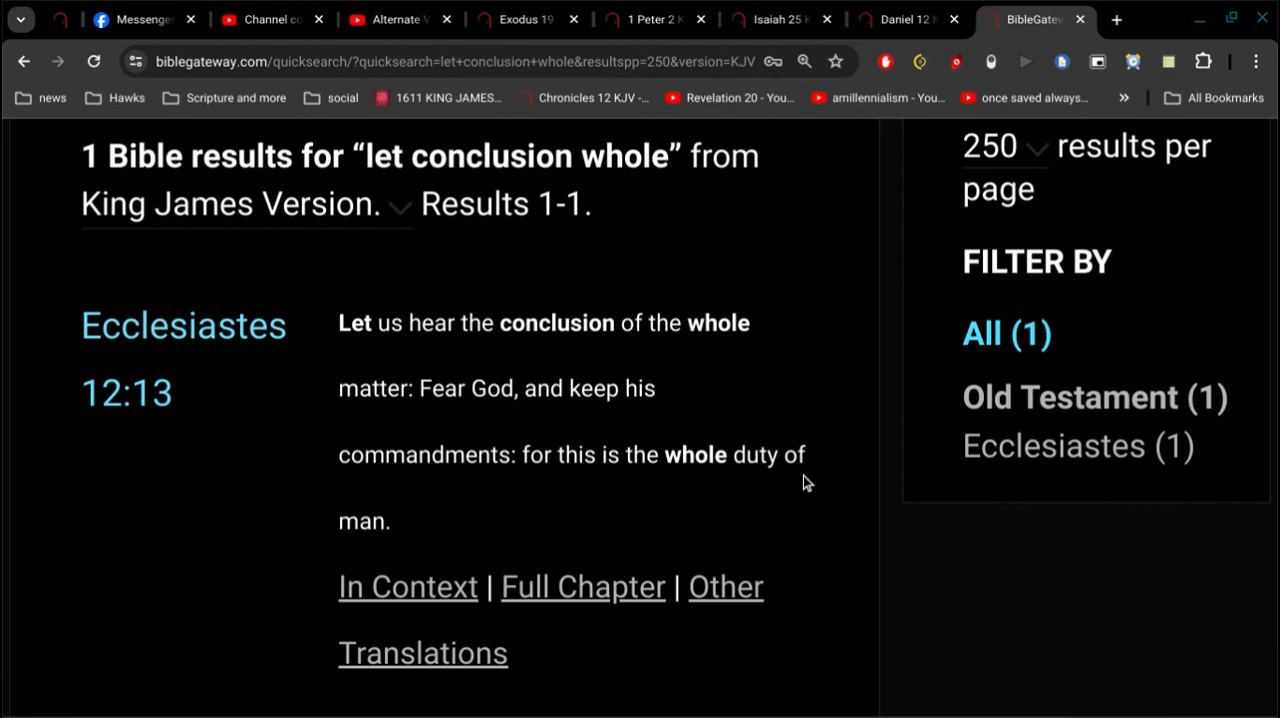 Messenge
Channel co
Alternate V
Exodus 19
1 Peter 2 K
Isaiah 25 K
Daniel 12 K
BibleGatew
biblegateway.com/quicksearch/?quicksearch=let+conclusion+whole&resultspp=250&version=KJV
news
Hawks
Scripture and more
social
1611 KING JAMES...
Chronicles 12 KJV -...
Revelation 20 - You...
amillennialism - You...
once saved always...
All Bookmarks
1 Bible results for “let conclusion whole” from
King James Version. Results 1-1.
Ecclesiastes
12:13
Let us hear the conclusion of the whole
matter: Fear God, and keep his
commandments: for this is the whole duty of
man.
In Context | Full Chapter | Other
Translations
250 results per
page
FILTER BY
All (1)
Old Testament (1)
Ecclesiastes (1)